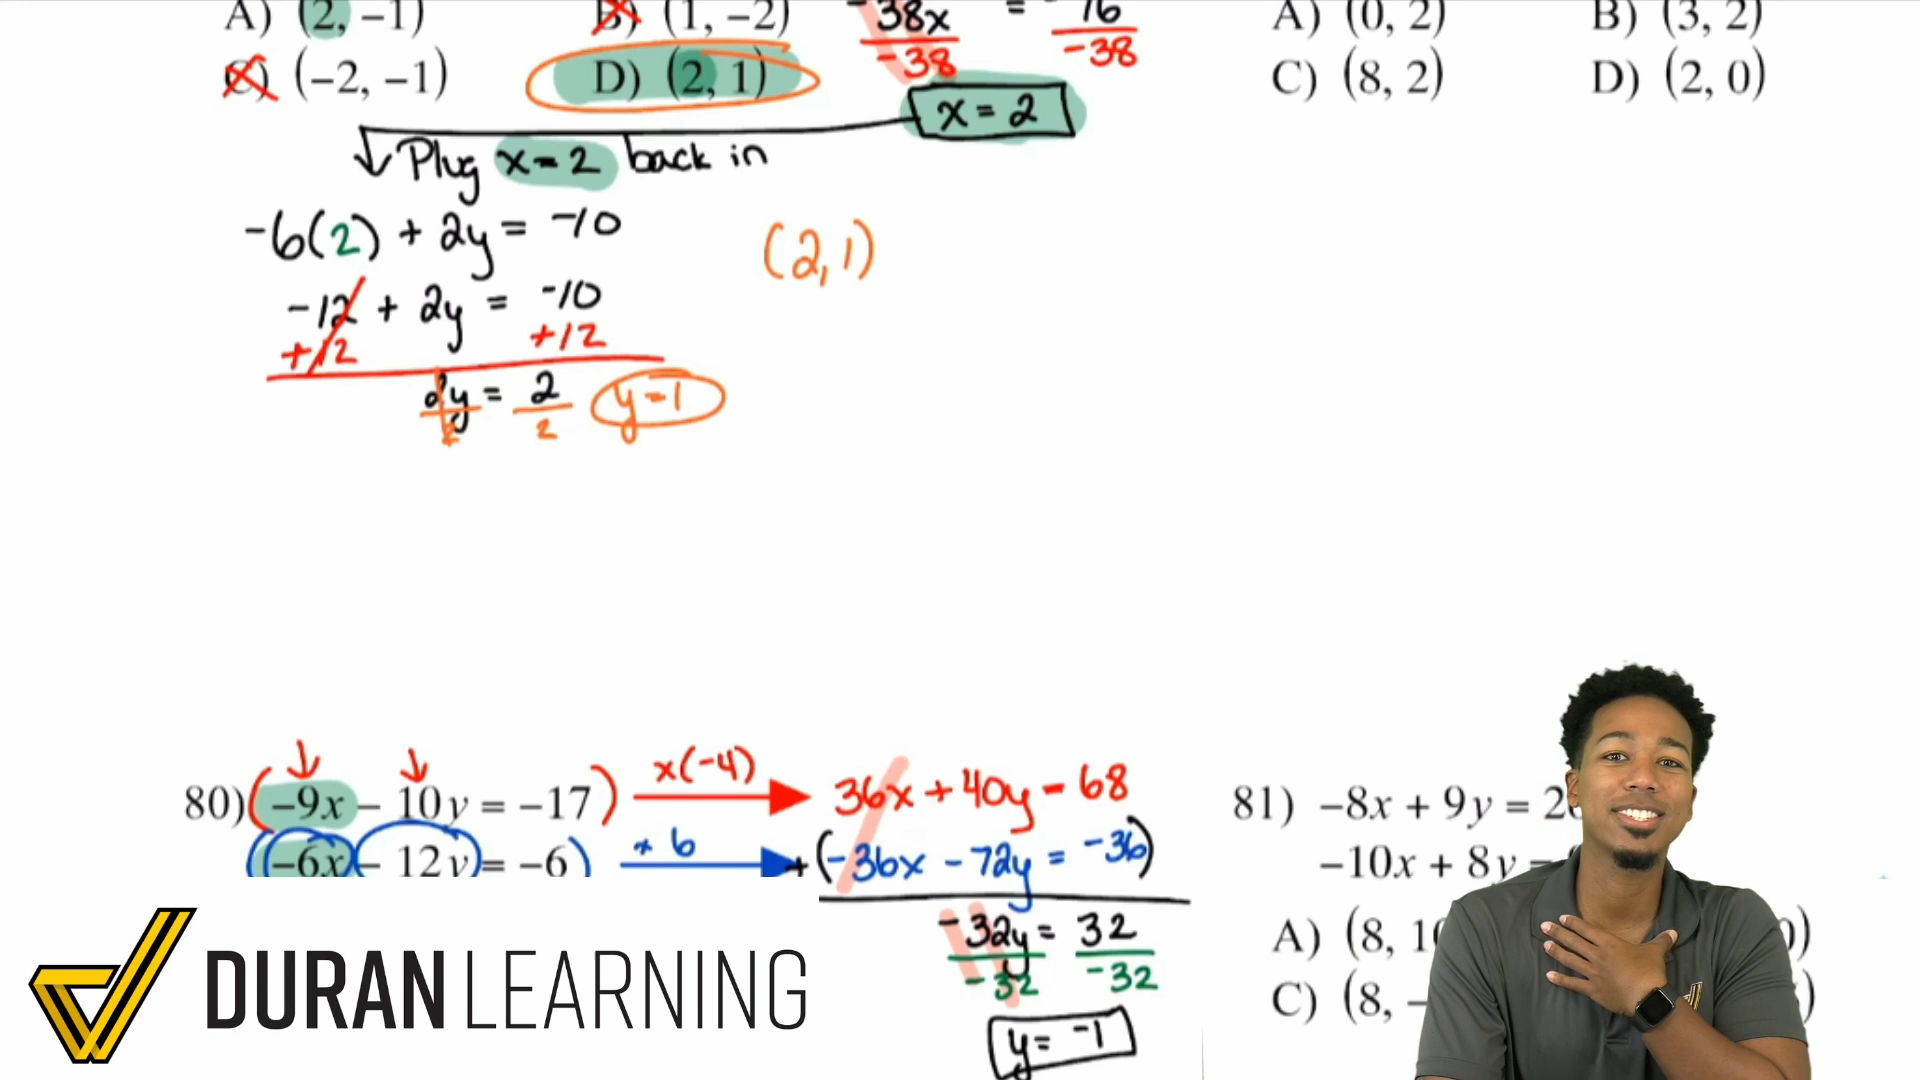 A) (2, −1)
B) (1, −2)
C) (−2, −1)
D) (2, 1)
-38x = -76
-38 -38
x = 2
Plug x = 2 back in
-6(2) + 2y = -10
-12 + 2y = -10
+12 +12
2y = 2
2 2
y = 1
(2, 1)
A) (0, 2)
B) (3, 2)
C) (8, 2)
D) (2, 0)
80) (−9x − 10y = −17) x(-4)
(−6x − 12y = −6) × 6
36x + 40y = 68
+ (-36x - 72y = -36)
-32y = 32
-32 -32
y = -1
81) −8x + 9y = 2
−10x + 8y =
A) (8, 10
C) (8, −
DURAN LEARNING